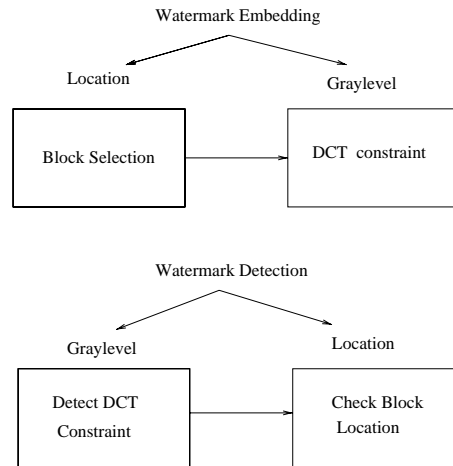 Watermark Embedding
Location
Graylevel
Block Selection
DCT constraint
Watermark Detection
Graylevel
Location
Detect DCT
Constraint
Check Block
Location